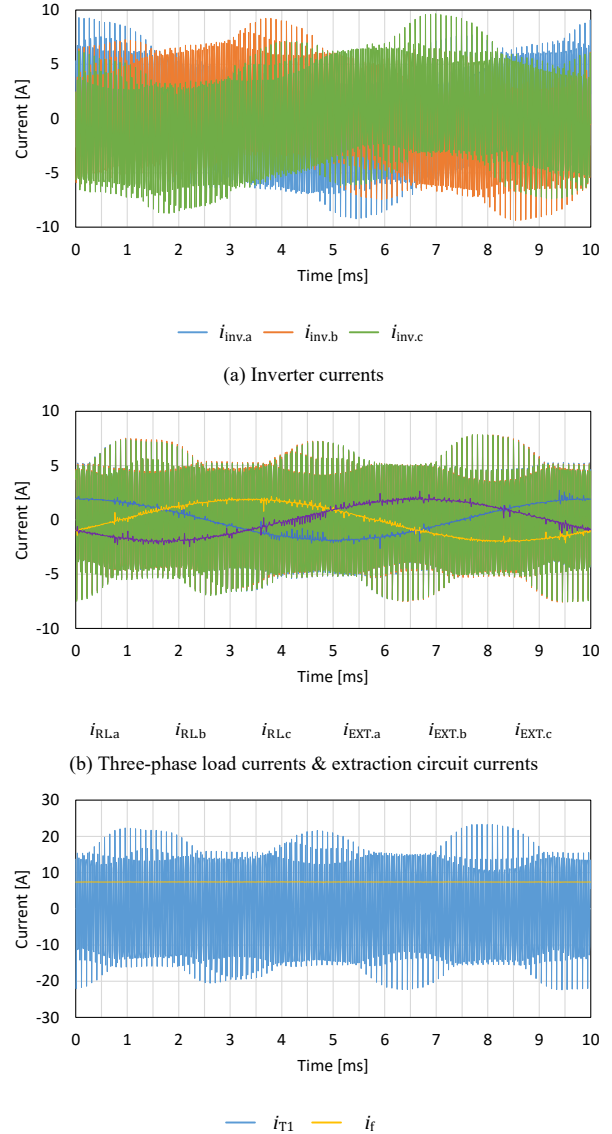 10
5
0
-5
-10
Current [A]
0 1 2 3 4 5 6 7 8 9 10
Time [ms]
iinv.a iinv.b iinv.c
(a) Inverter currents
10
5
0
-5
-10
Current [A]
0 1 2 3 4 5 6 7 8 9 10
Time [ms]
iRL.a iRL.b iRL.c iEXT.a iEXT.b iEXT.c
(b) Three-phase load currents & extraction circuit currents
30
20
10
0
-10
-20
-30
Current [A]
0 1 2 3 4 5 6 7 8 9 10
Time [ms]
iT1 if